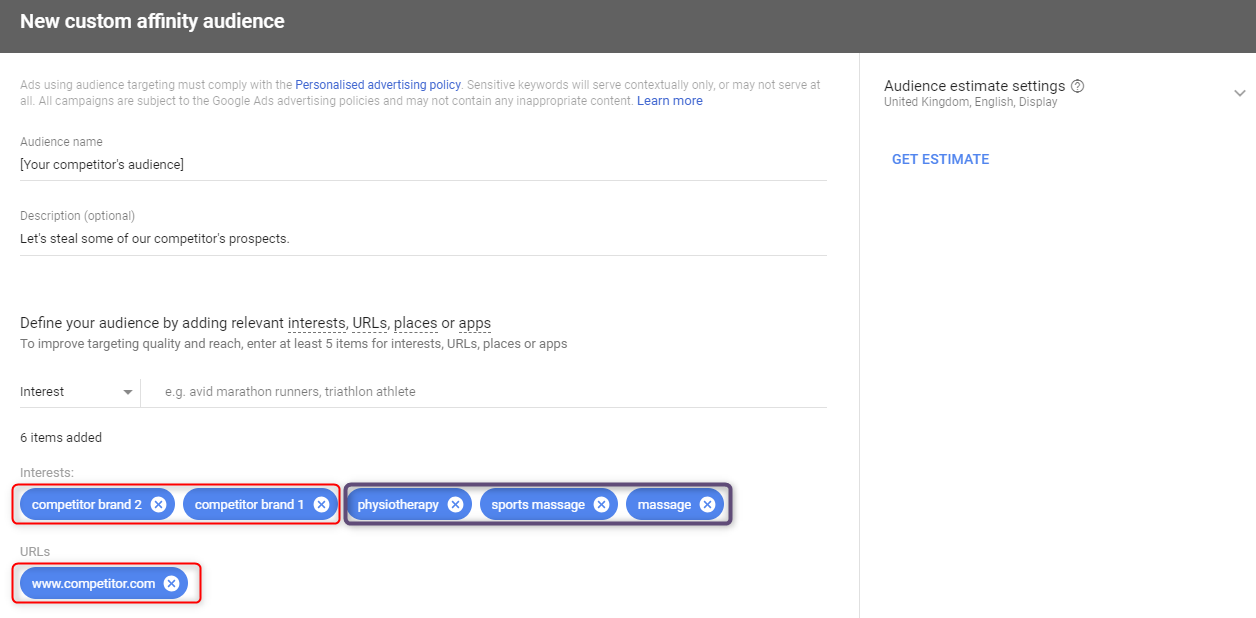 New custom affinity audience
Ads using audience targeting must comply with the Personalised advertising policy. Sensitive keywords will serve contextually only, or may not serve at
all. All campaigns are subject to the Google Ads advertising policies and may not contain any inappropriate content. Learn more
Audience name
[Your competitor's audience]
Description (optional)
Let's steal some of our competitor's prospects.
Define your audience by adding relevant interests, URLs, places or apps
To improve targeting quality and reach, enter at least 5 items for interests, URLs, places or apps
Interest e.g. avid marathon runners, triathlon athlete
6 items added
Interests:
competitor brand 2 competitor brand 1 physiotherapy sports massage massage
URLs
www.competitor.com
Audience estimate settings
United Kingdom, English, Display
GET ESTIMATE